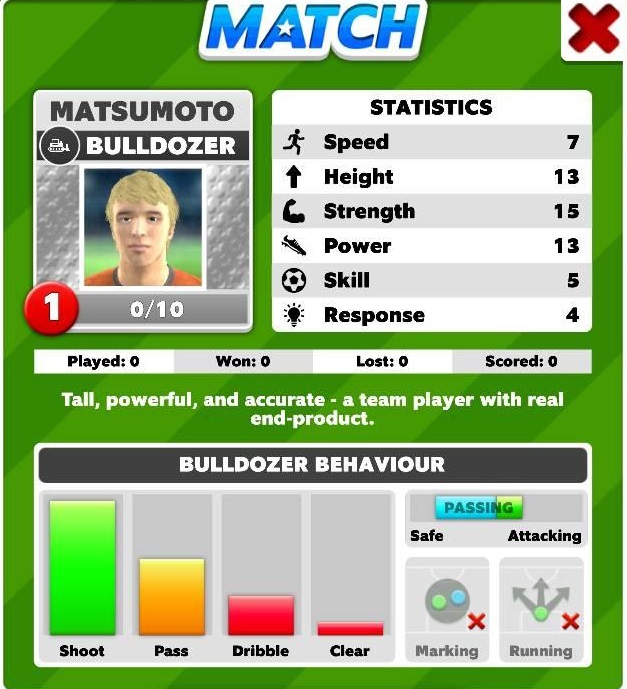 MATCH
MATSUMOTO
BULLDOZER
1
0/10
STATISTICS
Speed 7
Height 13
Strength 15
Power 13
Skill 5
Response 4
Played: 0 Won: 0 Lost: 0 Scored: 0
Tall, powerful, and accurate - a team player with real
end-product.
BULLDOZER BEHAVIOUR
Shoot Pass Dribble Clear
PASSING
Safe Attacking
Marking Running